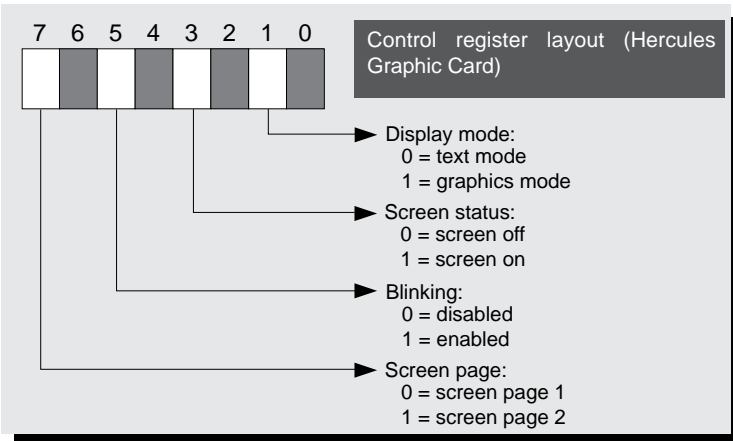 7 6 5 4 3 2 1 0
Control register layout (Hercules
Graphic Card)
Display mode:
0 = text mode
1 = graphics mode
Screen status:
0 = screen off
1 = screen on
Blinking:
0 = disabled
1 = enabled
Screen page:
0 = screen page 1
1 = screen page 2